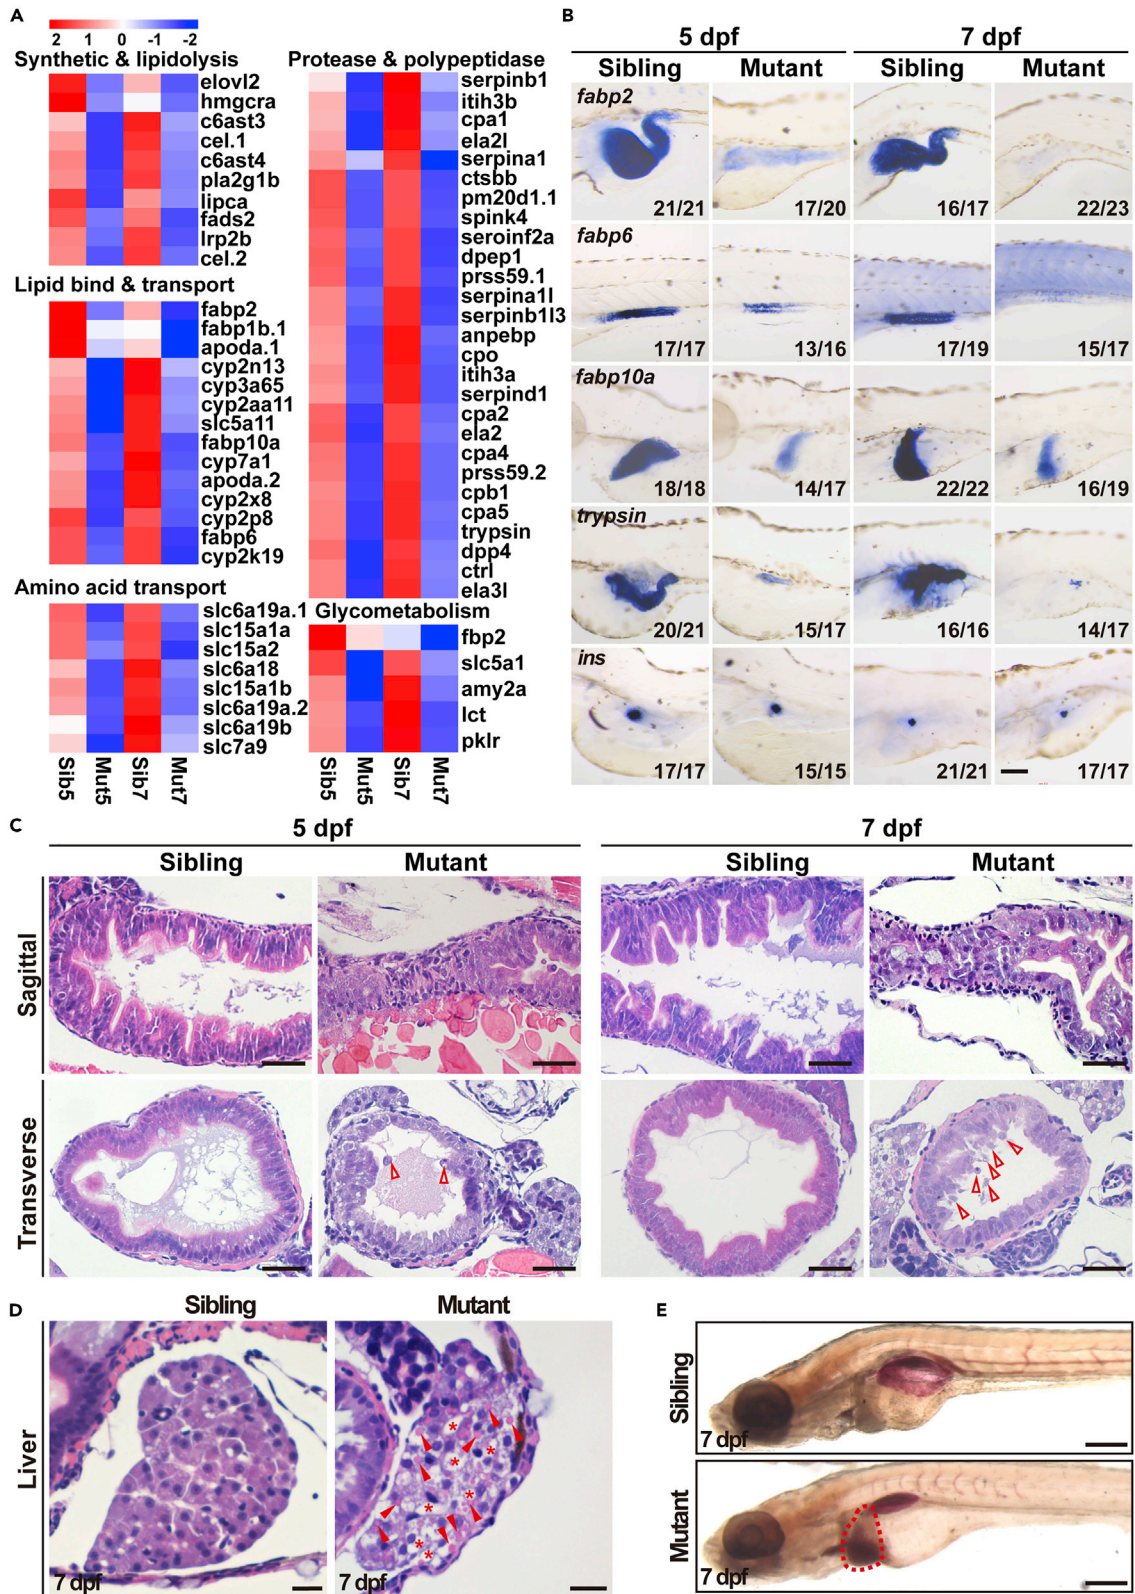 A
2 1 0 -1 -2
Synthetic & lipidolysis
elovl2
hmgcra
c6ast3
cel.1
c6ast4
pla2g1b
lipca
fads2
lrp2b
cel.2
Lipid bind & transport
fabp2
fabp1b.1
apoda.1
cyp2n13
cyp3a65
cyp2aa11
slc5a11
fabp10a
cyp7a1
apoda.2
cyp2x8
cyp2p8
fabp6
cyp2k19
Amino acid transport
slc6a19a.1
slc15a1a
slc15a2
slc6a18
slc15a1b
slc6a19a.2
slc6a19b
slc7a9
Sib5 Mut5 Sib7 Mut7
Protease & polypeptidase
serpinb1
itih3b
cpa1
ela2l
serpina1
ctsbb
pm20d1.1
spink4
seroinf2a
dpep1
prss59.1
serpina1l
serpinb1l3
anpebp
cpo
itih3a
serpind1
cpa2
ela2
cpa4
prss59.2
cpb1
cpa5
trypsin
dpp4
ctrl
ela3l
Glycometabolism
fbp2
slc5a1
amy2a
lct
pklr
Sib5 Mut5 Sib7 Mut7
B
5 dpf 7 dpf
Sibling Mutant Sibling Mutant
fabp2
21/21 17/20 16/17 22/23
fabp6
17/17 13/16 17/19 15/17
fabp10a
18/18 14/17 22/22 16/19
trypsin
20/21 15/17 16/16 14/17
ins
17/17 15/15 21/21 17/17
C
5 dpf 7 dpf
Sibling Mutant Sibling Mutant
Sagittal
Transverse
D
Sibling Mutant
Liver
7 dpf 7 dpf
E
Sibling
7 dpf
Mutant
7 dpf